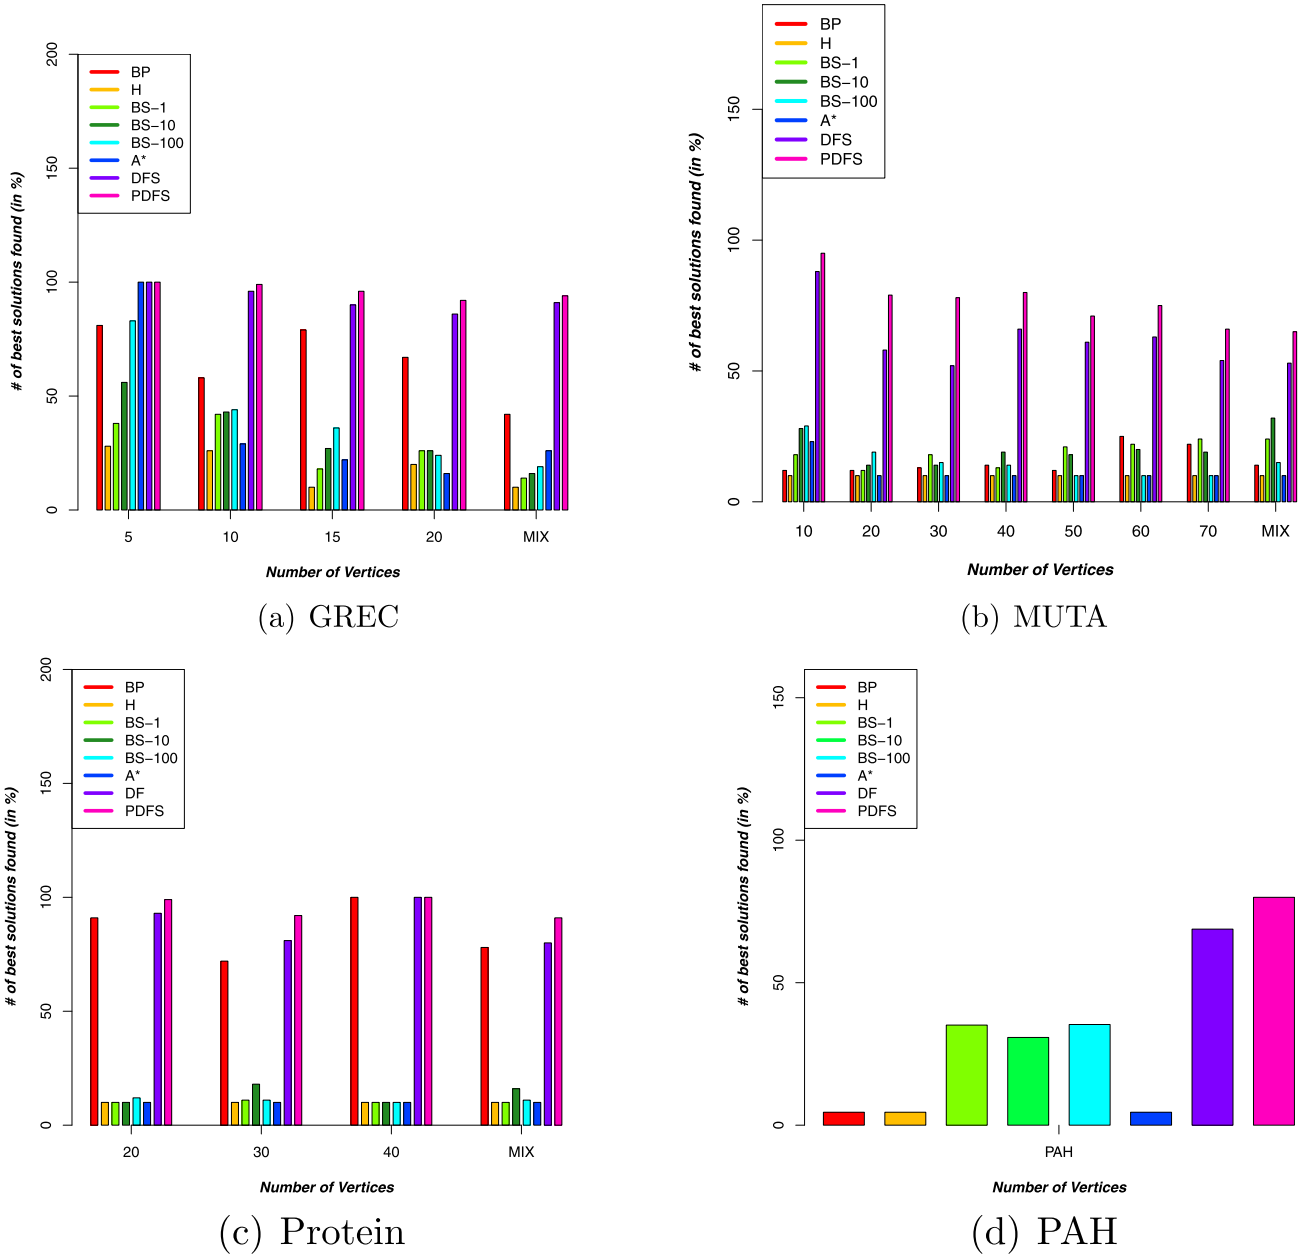 # of best solutions found (in %)
0
50
100
150
200
BP
H
BS-1
BS-10
BS-100
A*
DFS
PDFS
5 10 15 20 MIX
Number of Vertices
(a) GREC
# of best solutions found (in %)
0
50
100
150
BP
H
BS-1
BS-10
BS-100
A*
DFS
PDFS
10 20 30 40 50 60 70 MIX
Number of Vertices
(b) MUTA
# of best solutions found (in %)
0
50
100
150
200
BP
H
BS-1
BS-10
BS-100
A*
DF
PDFS
20 30 40 MIX
Number of Vertices
(c) Protein
# of best solutions found (in %)
0
50
100
150
BP
H
BS-1
BS-10
BS-100
A*
DF
PDFS
PAH
Number of Vertices
(d) PAH